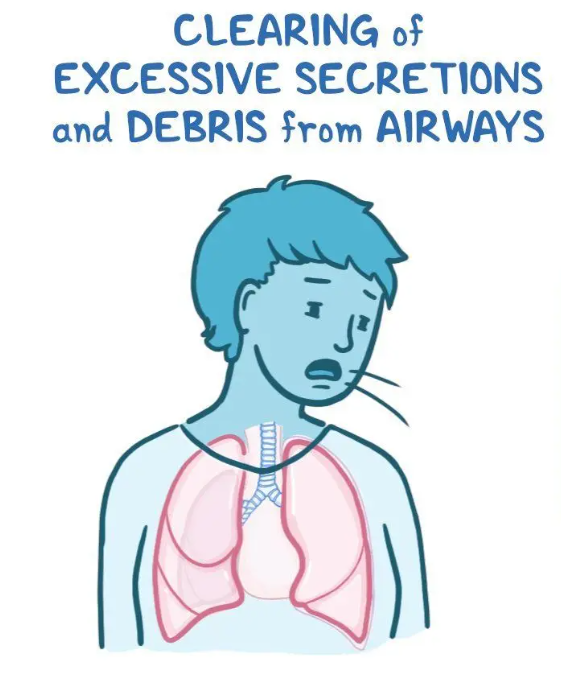 CLEARING of
EXCESSIVE SECRETIONS
and DEBRIS from AIRWAYS